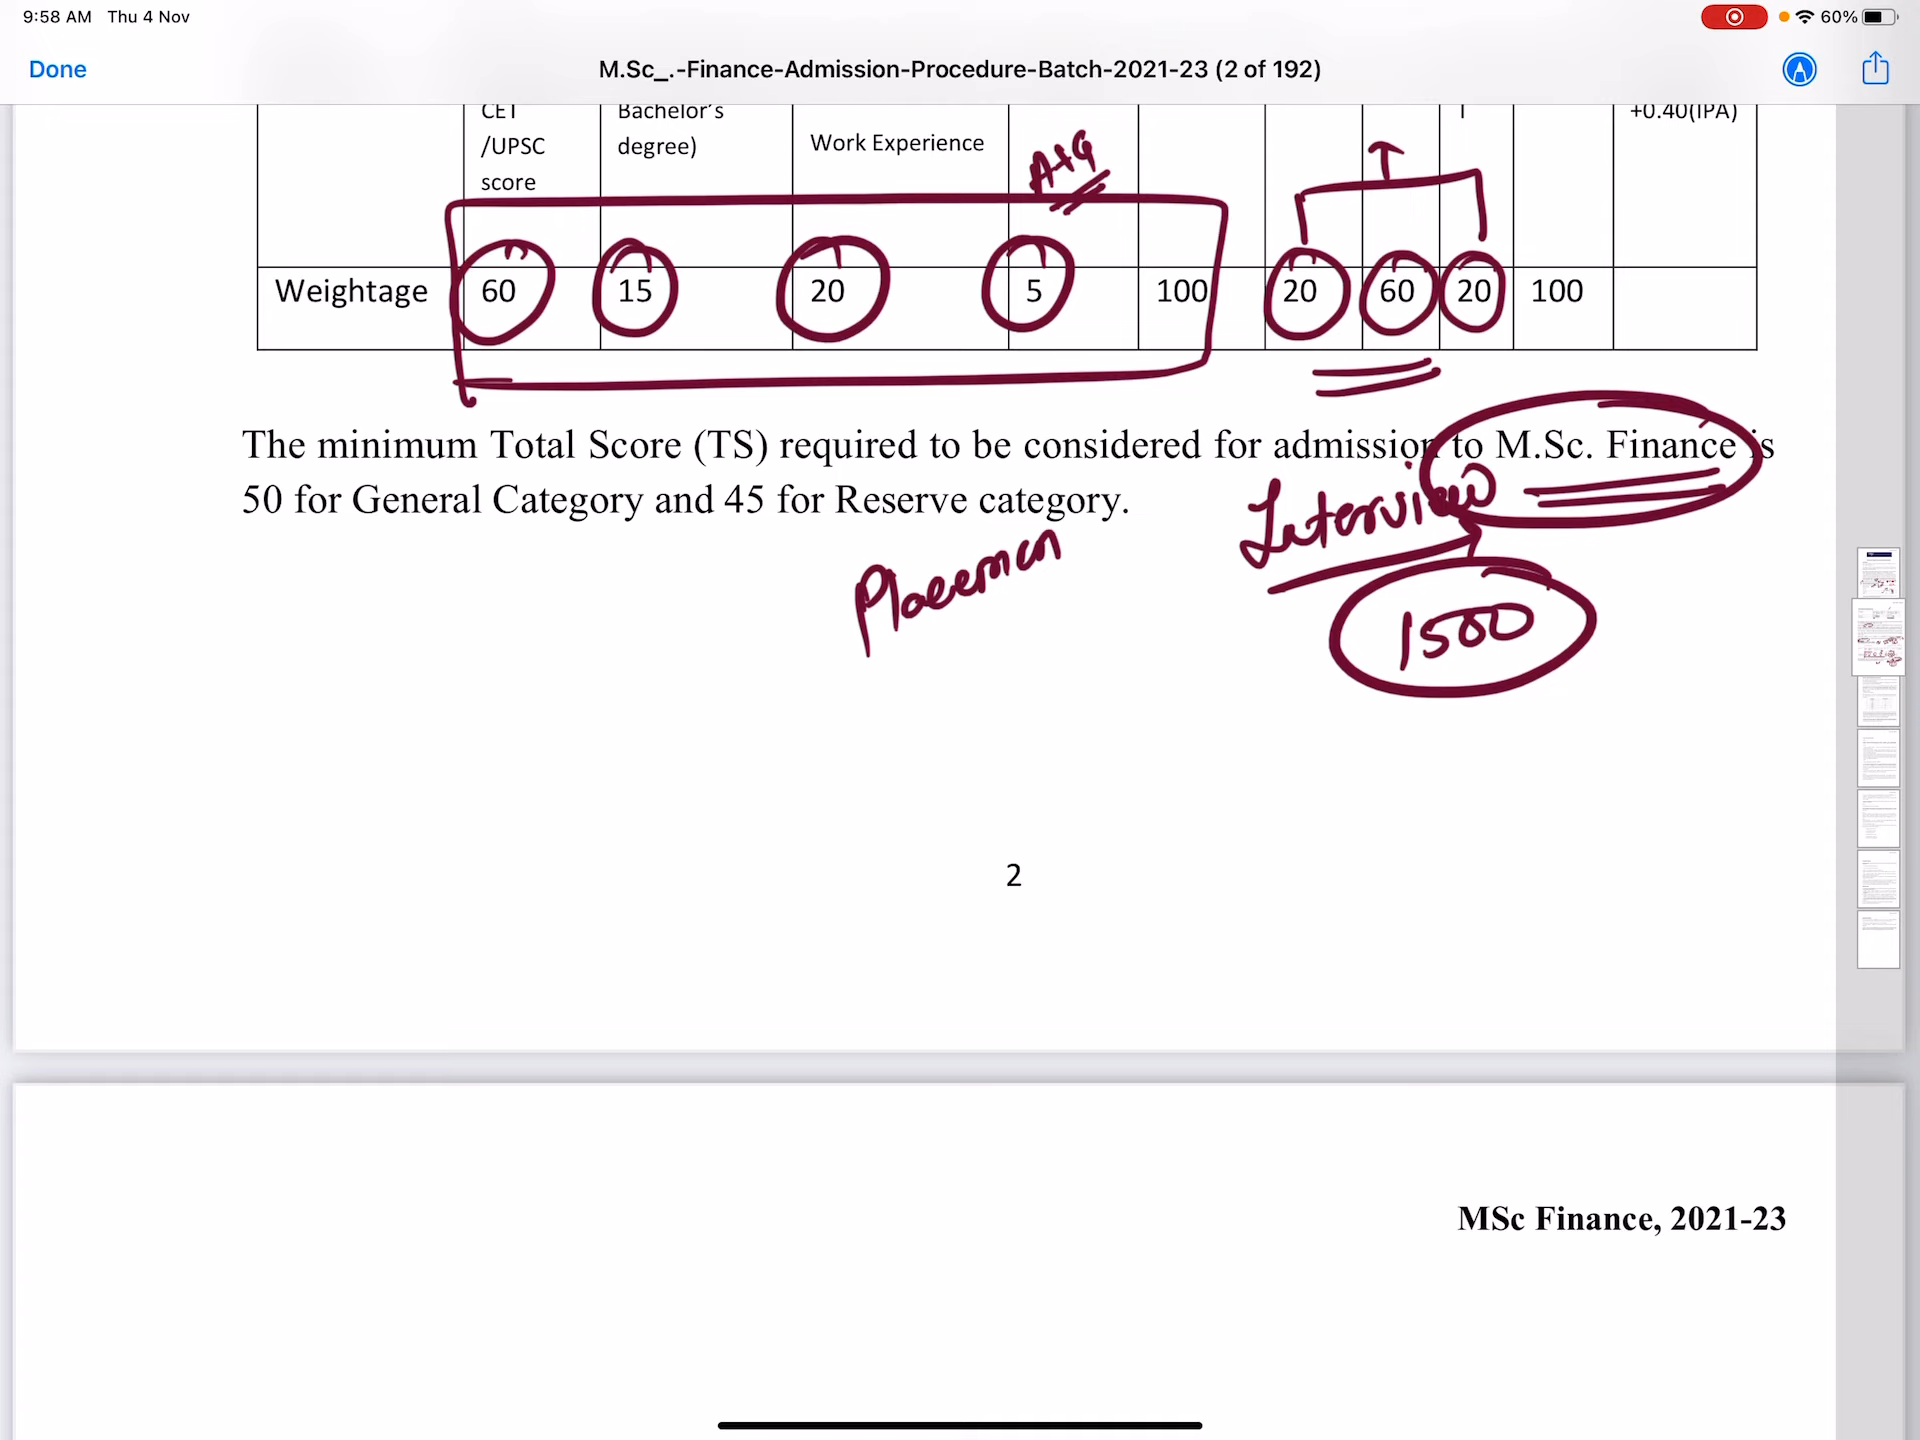 9:58 AM Thu 4 Nov
60%
Done
M.Sc_.-Finance-Admission-Procedure-Batch-2021-23 (2 of 192)
CET
/UPSC
score
Bachelor's
degree)
Work Experience
A+G
+0.40(IPA)
Weightage 60 15 20 5 100 20 60 20 100
The minimum Total Score (TS) required to be considered for admission to M.Sc. Finance is
50 for General Category and 45 for Reserve category.
Interview
Placemen
1500
2
MSc Finance, 2021-23